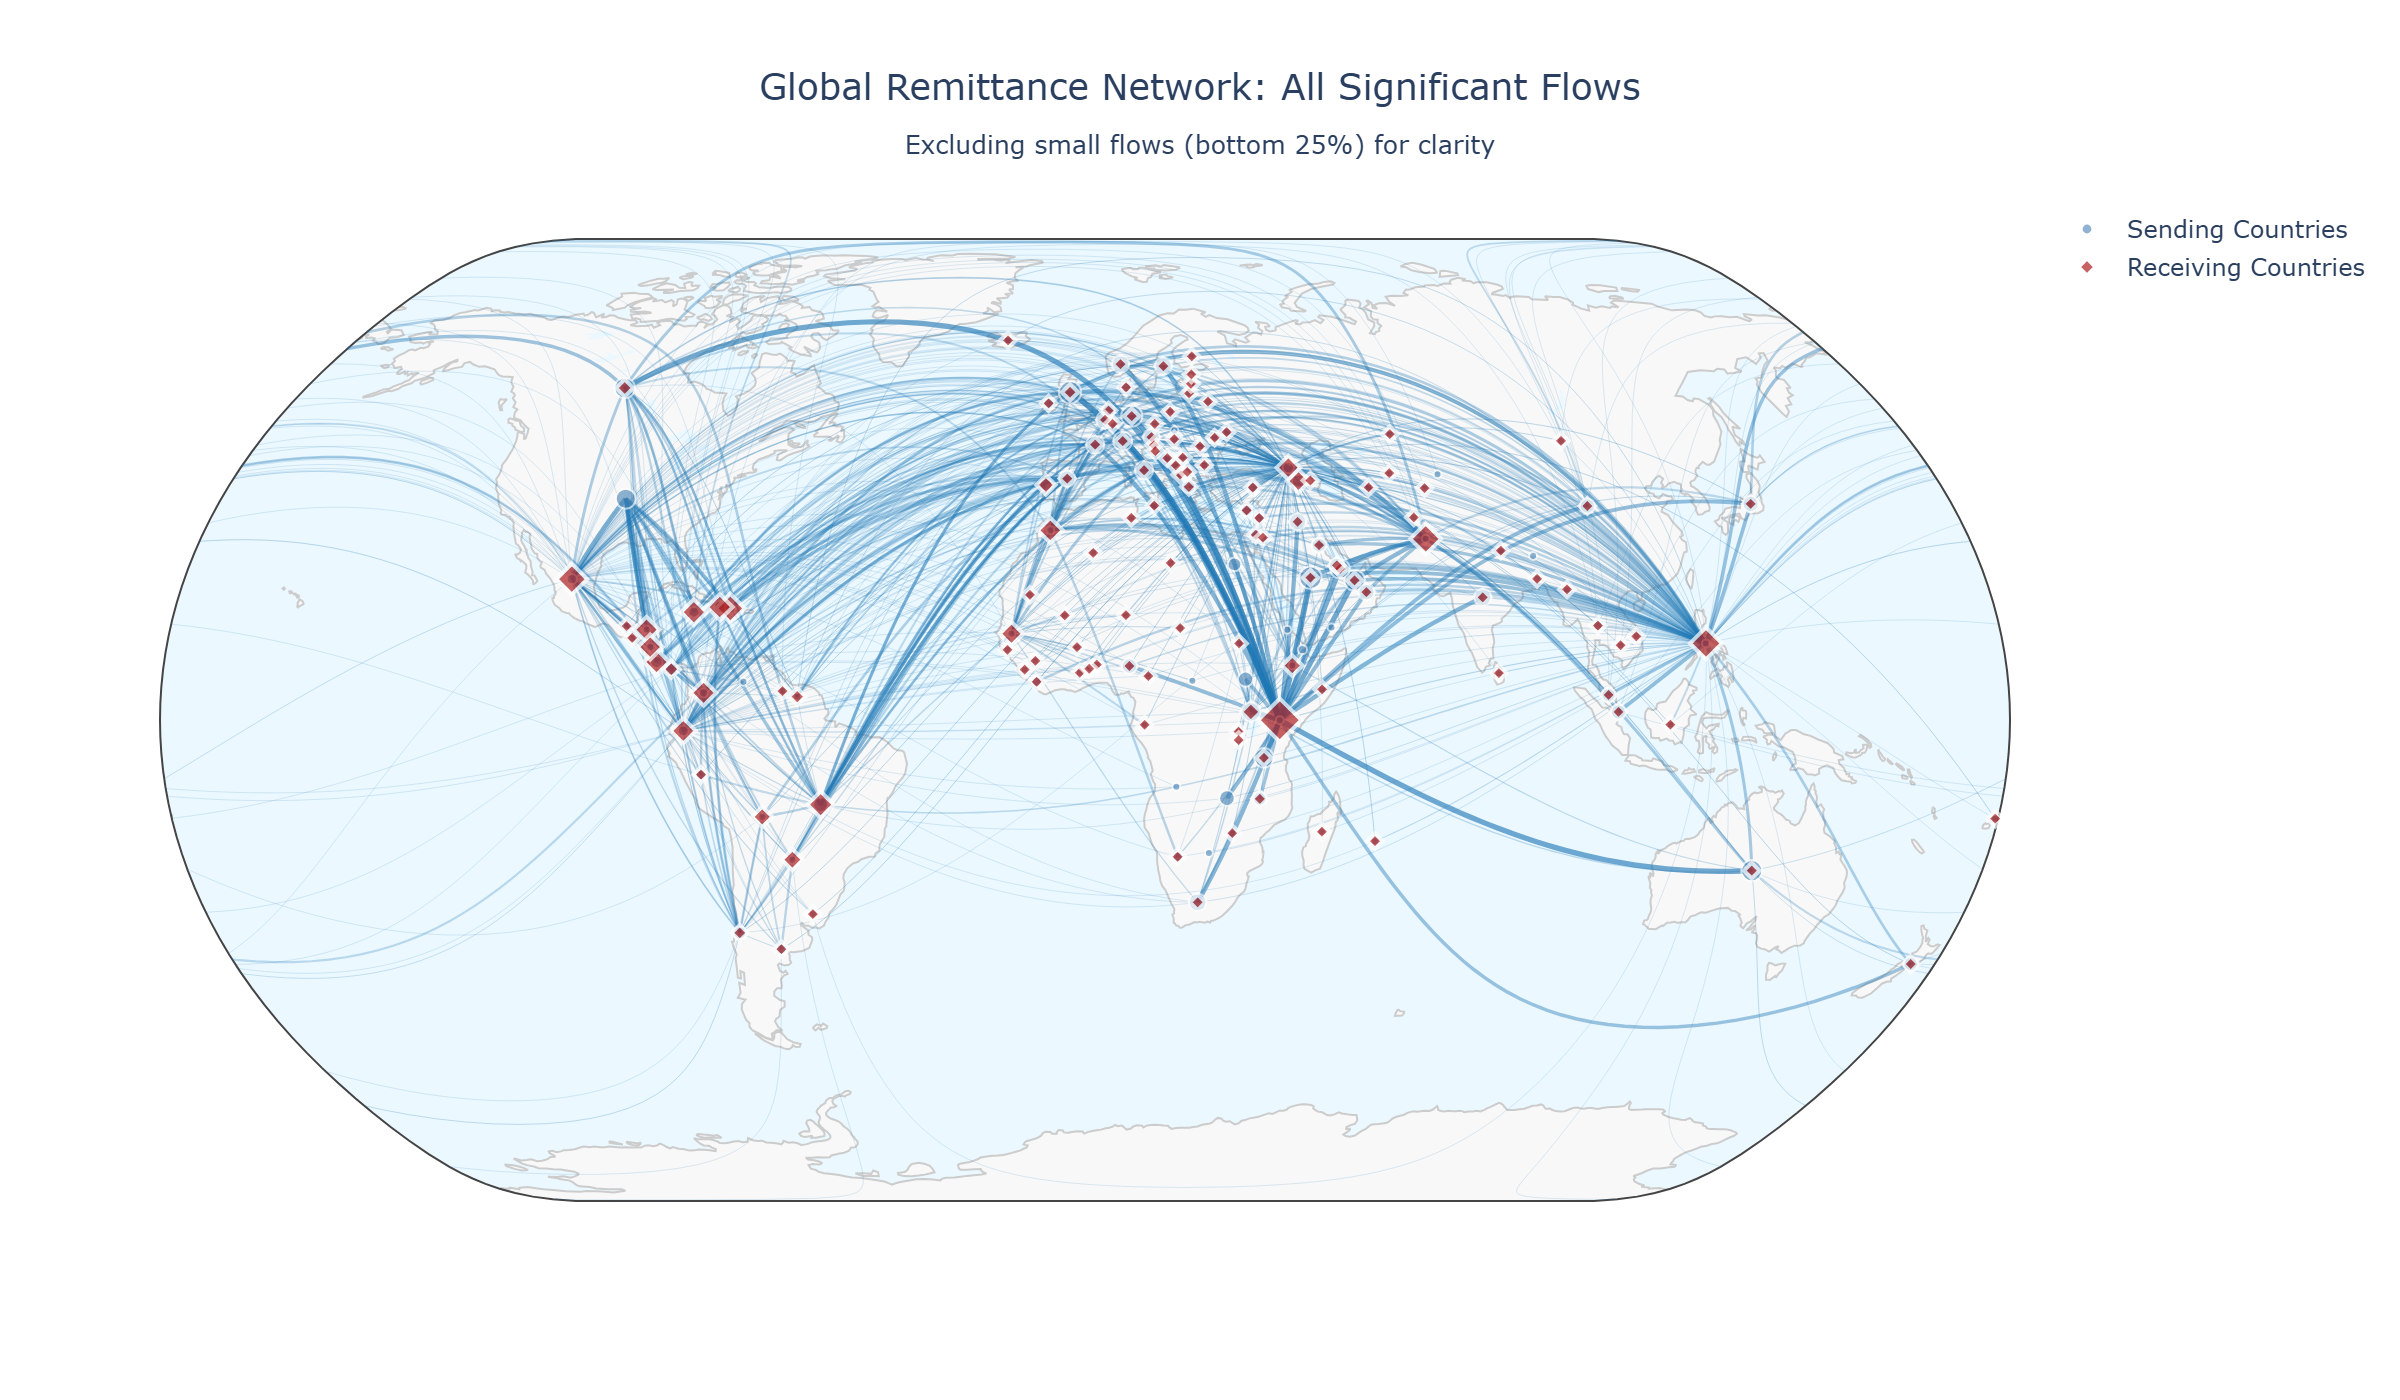 Global Remittance Network: All Significant Flows
Excluding small flows (bottom 25%) for clarity
Sending Countries
Receiving Countries